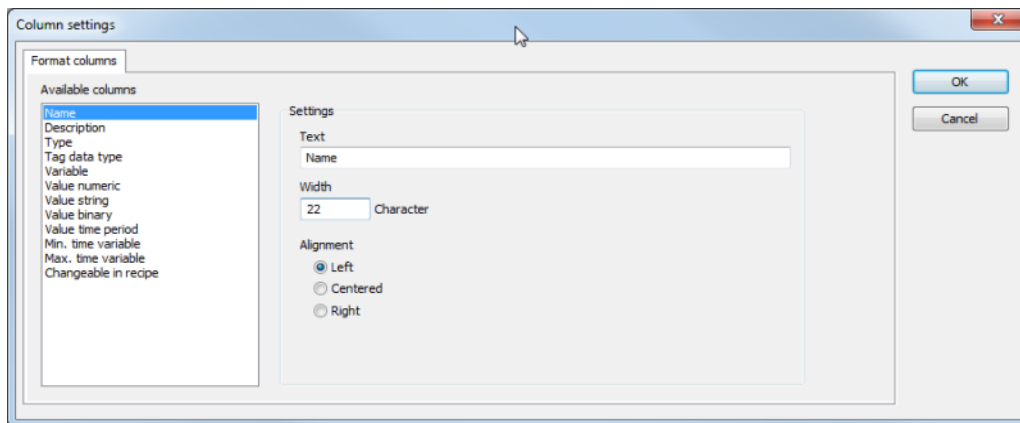 Column settings
Format columns
Available columns
Name
Description
Type
Tag data type
Variable
Value numeric
Value string
Value binary
Value time period
Min. time variable
Max. time variable
Changeable in recipe
Settings
Text
Name
Width
22 Character
Alignment
Left
Centered
Right
OK
Cancel